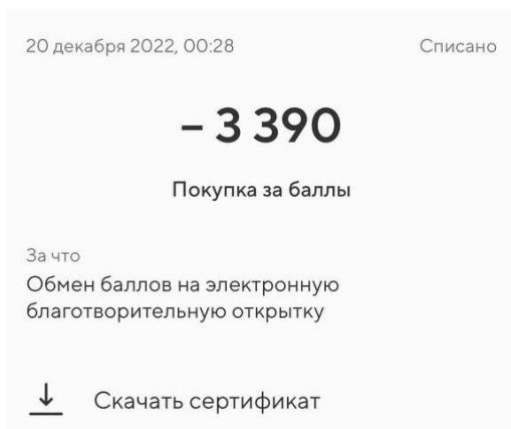 20 декабря 2022, 00:28 Списано
– 3 390
Покупка за баллы
За что
Обмен баллов на электронную
благотворительную открытку
Скачать сертификат